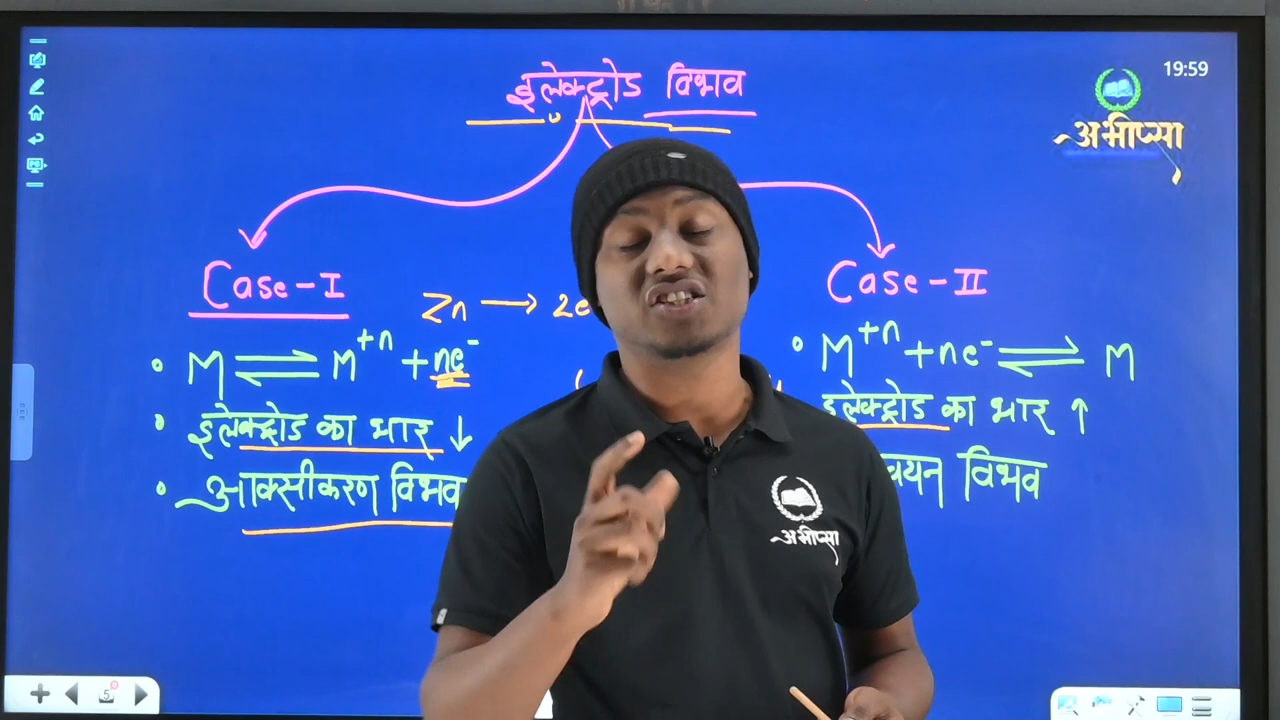 19:59
इलेक्ट्रोड विभव
अभीप्सा
Case-I
Zn → 2e
Case-II
M ⇌ M⁺ⁿ + ne⁻
M⁺ⁿ + ne⁻ ⇌ M
इलेक्ट्रोड का भार ↓
इलेक्ट्रोड का भार ↑
आक्सीकरण विभव
चयन विभव
अभीप्सा
5